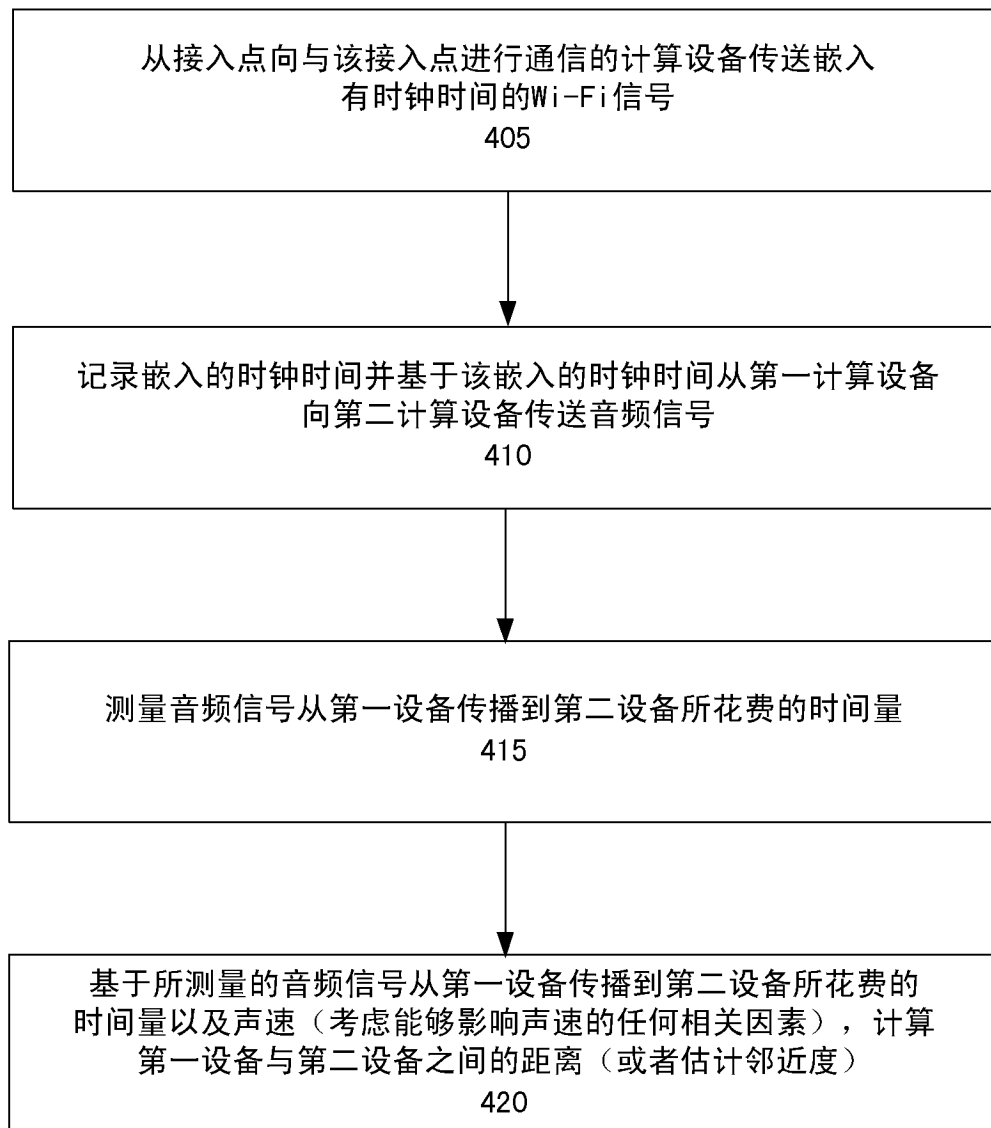 从接入点向与该接入点进行通信的计算设备传送嵌入
有时钟时间的Wi-Fi信号
405
记录嵌入的时钟时间并基于该嵌入的时钟时间从第一计算设备
向第二计算设备传送音频信号
410
测量音频信号从第一设备传播到第二设备所花费的时间量
415
基于所测量的音频信号从第一设备传播到第二设备所花费的
时间量以及声速（考虑能够影响声速的任何相关因素），计算
第一设备与第二设备之间的距离（或者估计邻近度）
420